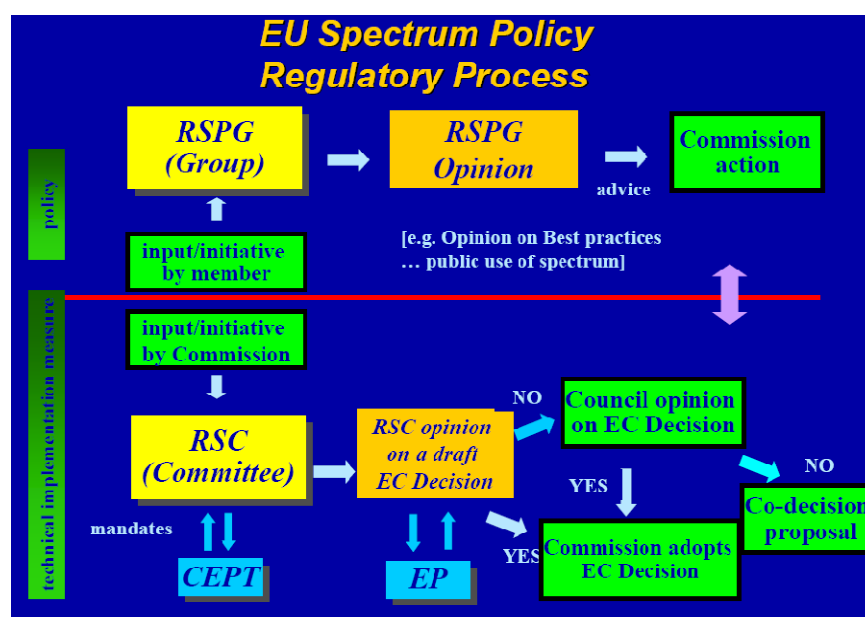 EU Spectrum Policy
Regulatory Process
RSPG
(Group)
RSPG
Opinion
Commission
action
advice
policy
input/initiative
by member
[e.g. Opinion on Best practices
… public use of spectrum]
technical implementation measure
input/initiative
by Commission
RSC
(Committee)
RSC opinion
on a draft
EC Decision
NO
Council opinion
on EC Decision
NO
YES
Co-decision
proposal
mandates
YES
Commission adopts
EC Decision
CEPT
EP